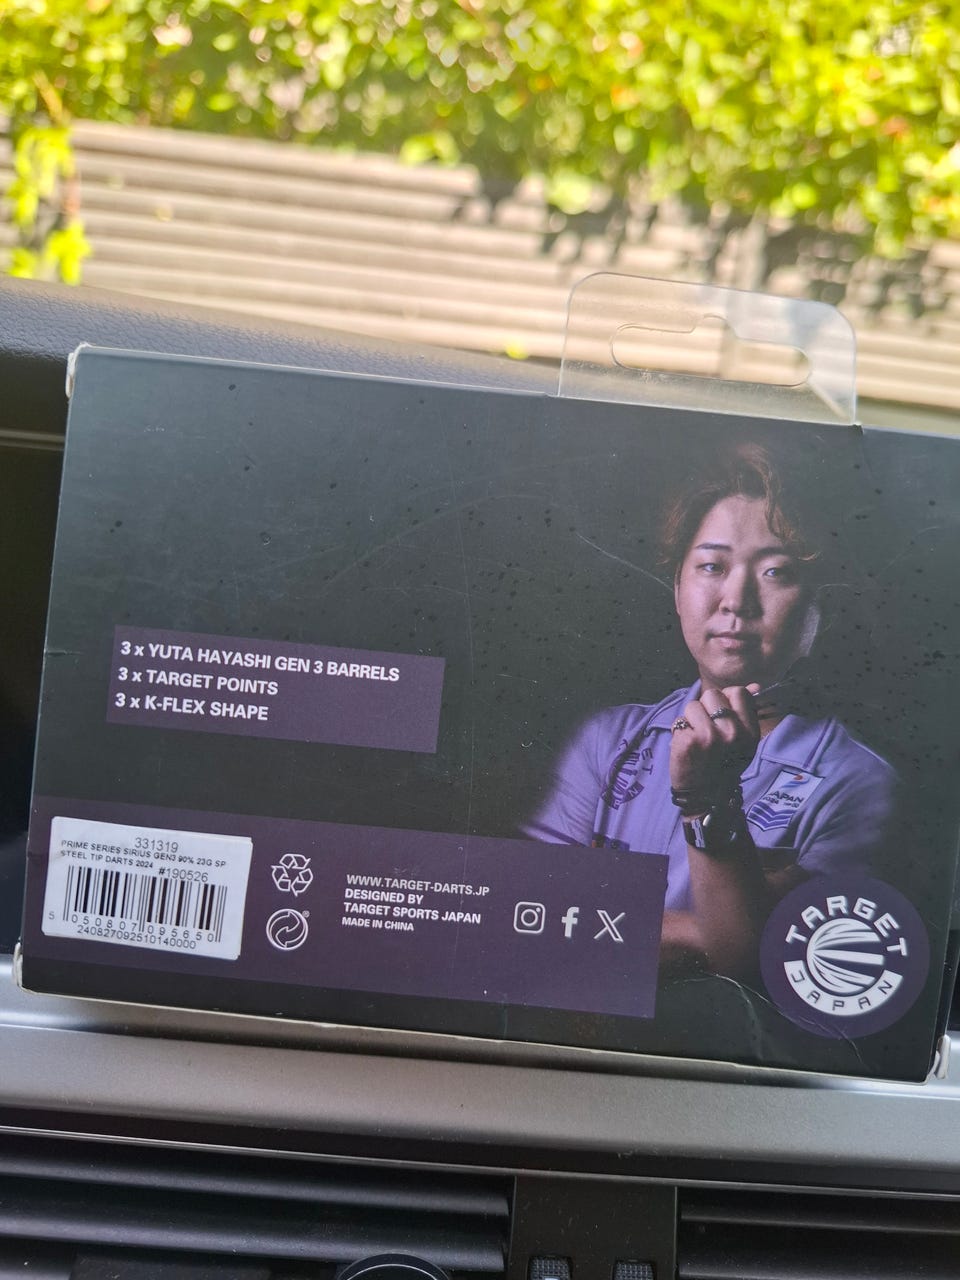 3 x YUTA HAYASHI GEN 3 BARRELS
3 x TARGET POINTS
3 x K-FLEX SHAPE
331319
PRIME SERIES SIRIUS GEN3 90% 23G SP
STEEL TIP DARTS 2024 #190526
5 050807 095650
240827092510140000
WWW.TARGET-DARTS.JP
DESIGNED BY
TARGET SPORTS JAPAN
MADE IN CHINA
JAPAN
TARGET
JAPAN